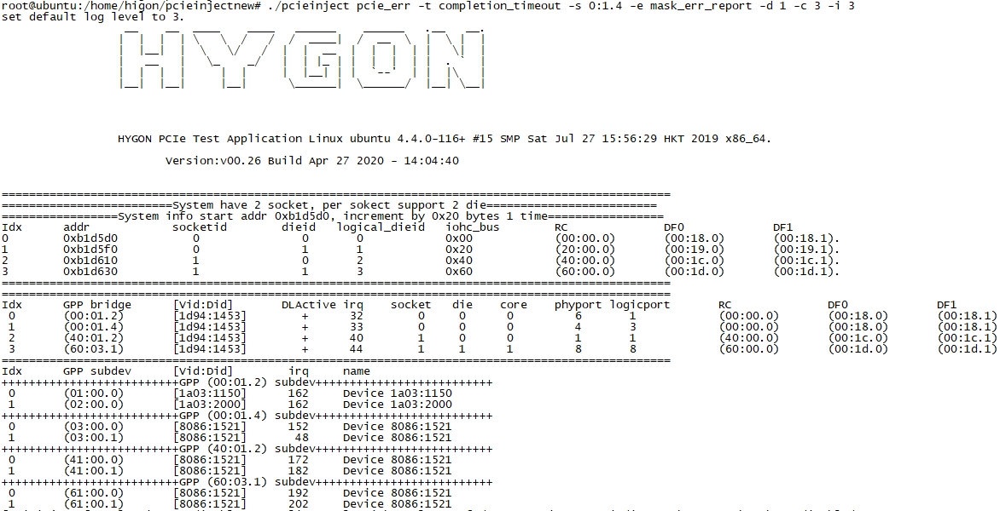 root@ubuntu:/home/higon/pcieinjectnew# ./pcieinject pcie_err -t completion_timeout -s 0:1.4 -e mask_err_report -d 1 -c 3 -i 3
set default log level to 3.
HYGON
HYGON PCIe Test Application Linux ubuntu 4.4.0-116+ #15 SMP Sat Jul 27 15:56:29 HKT 2019 x86_64.
Version:v00.26 Build Apr 27 2020 - 14:04:40
==================================================================================================
=========================System have 2 socket, per sokect support 2 die=========================
=================System info start addr 0xb1d5d0, increment by 0x20 bytes 1 time=================
Idx addr socketid dieid logical_dieid iohc_bus RC DF0 DF1
0 0xb1d5d0 0 0 0 0x00 (00:00.0) (00:18.0) (00:18.1).
1 0xb1d5f0 0 1 1 0x20 (20:00.0) (00:19.0) (00:19.1).
2 0xb1d610 1 0 2 0x40 (40:00.0) (00:1c.0) (00:1c.1).
3 0xb1d630 1 1 3 0x60 (60:00.0) (00:1d.0) (00:1d.1).
==================================================================================================
==================================================================================================
Idx GPP bridge [Vid:Did] DLActive irq socket die core phyport logicport RC DF0 DF1
0 (00:01.2) [1d94:1453] + 32 0 0 0 6 1 (00:00.0) (00:18.0) (00:18.1)
1 (00:01.4) [1d94:1453] + 33 0 0 0 4 3 (00:00.0) (00:18.0) (00:18.1)
2 (40:01.2) [1d94:1453] + 40 1 0 0 1 1 (40:00.0) (00:1c.0) (00:1c.1)
3 (60:03.1) [1d94:1453] + 44 1 1 1 8 8 (60:00.0) (00:1d.0) (00:1d.1)
==================================================================================================
Idx GPP subdev [Vid:Did] irq name
++++++++++++++++++++++++++GPP (00:01.2) subdev++++++++++++++++++++++++++
0 (01:00.0) [1a03:1150] 162 Device 1a03:1150
1 (02:00.0) [1a03:2000] 162 Device 1a03:2000
++++++++++++++++++++++++++GPP (00:01.4) subdev++++++++++++++++++++++++++
0 (03:00.0) [8086:1521] 152 Device 8086:1521
1 (03:00.1) [8086:1521] 48 Device 8086:1521
++++++++++++++++++++++++++GPP (40:01.2) subdev++++++++++++++++++++++++++
0 (41:00.0) [8086:1521] 172 Device 8086:1521
1 (41:00.1) [8086:1521] 182 Device 8086:1521
++++++++++++++++++++++++++GPP (60:03.1) subdev++++++++++++++++++++++++++
0 (61:00.0) [8086:1521] 192 Device 8086:1521
1 (61:00.1) [8086:1521] 202 Device 8086:1521